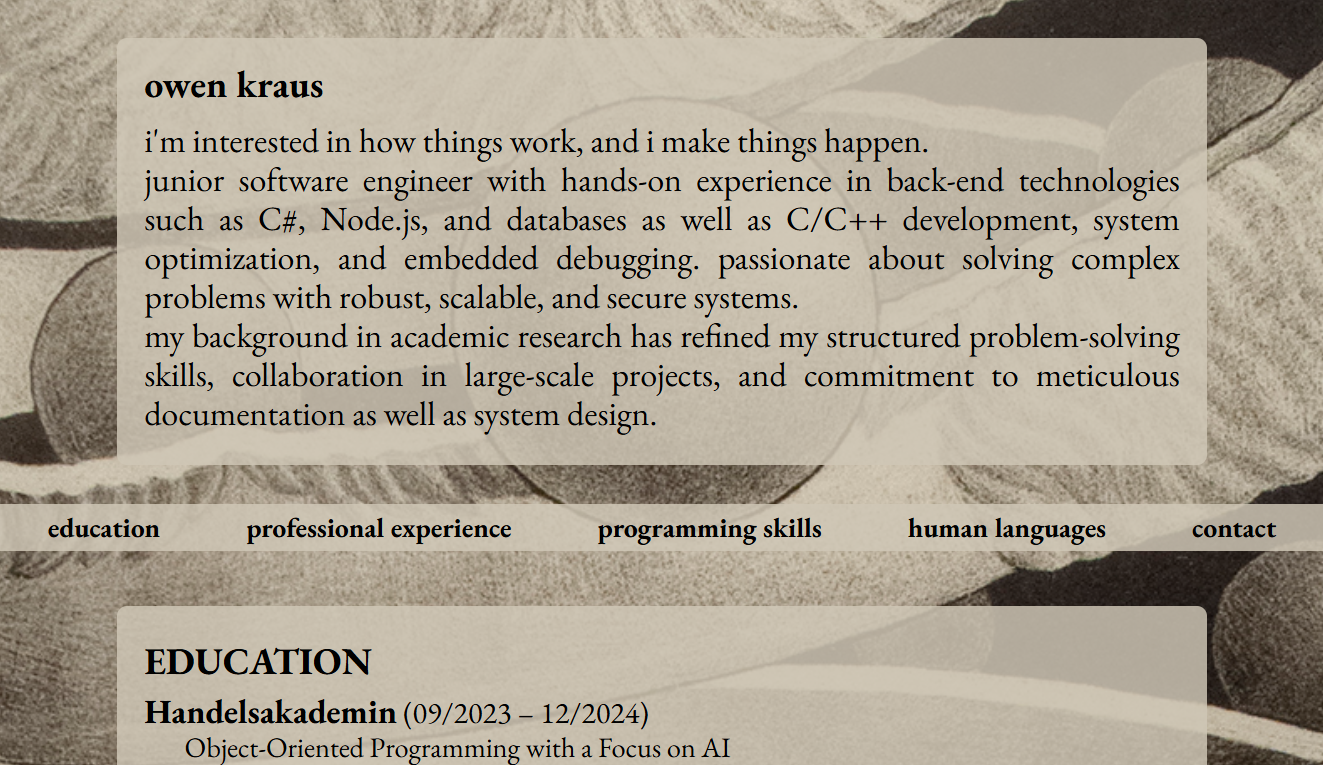 owen kraus
i'm interested in how things work, and i make things happen.
junior software engineer with hands-on experience in back-end technologies
such as C#, Node.js, and databases as well as C/C++ development, system
optimization, and embedded debugging. passionate about solving complex
problems with robust, scalable, and secure systems.
my background in academic research has refined my structured problem-solving
skills, collaboration in large-scale projects, and commitment to meticulous
documentation as well as system design.
education professional experience programming skills human languages contact
EDUCATION
Handelsakademin (09/2023 – 12/2024)
Object-Oriented Programming with a Focus on AI